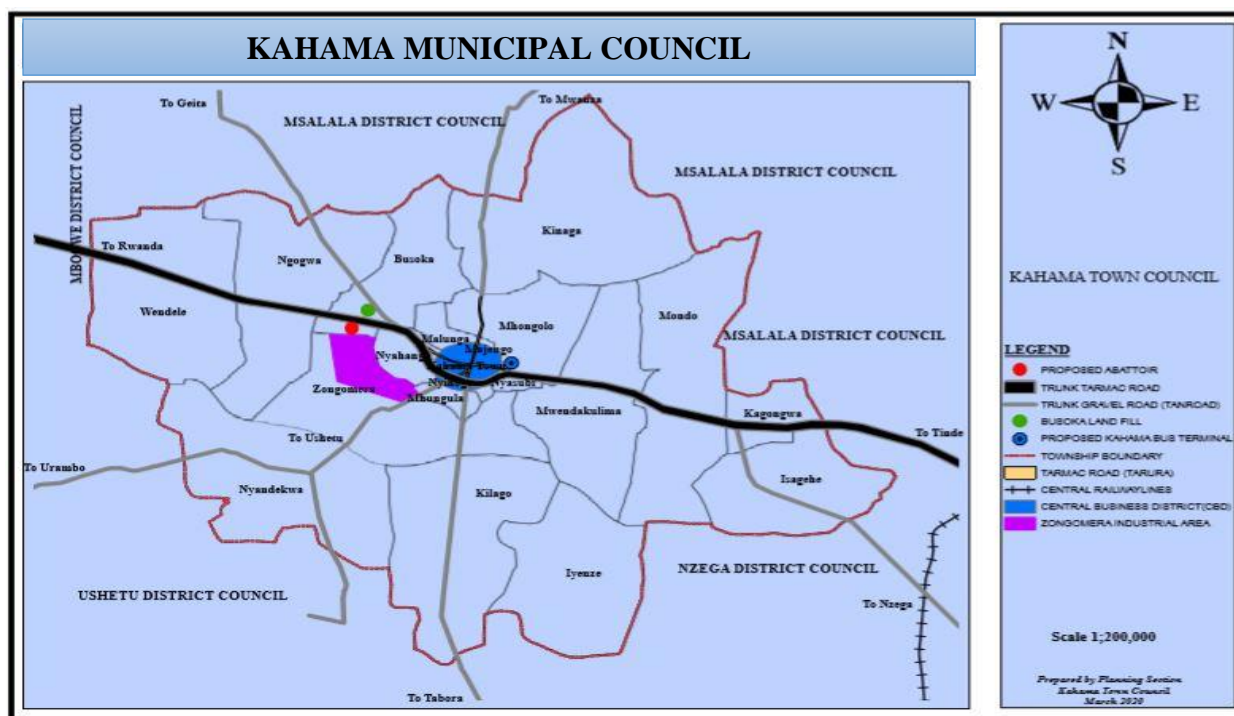 KAHAMA MUNICIPAL COUNCIL
To Geita
To Mwanza
MSALALA DISTRICT COUNCIL
MSALALA DISTRICT COUNCIL
MBOGWE DISTRICT COUNCIL
Kinaga
To Rwanda
Ngogwa
Busoka
Wendele
Mondo
Mhongolo
MSALALA DISTRICT COUNCIL
Malunga
Majengo
Nyasubi
Zongomera
Mhungula
Mwendakulima
Kagongwa
To Ushetu
To Tinde
To Urambo
Nyandekwa
Kilago
Isagehe
Iyenze
NZEGA DISTRICT COUNCIL
USHETU DISTRICT COUNCIL
To Nzega
To Tabora
N
W
E
S
KAHAMA TOWN COUNCIL
LEGEND
PROPOSED ABATTOIR
TRUNK TARMAC ROAD
TRUNK GRAVEL ROAD (TANROAD)
BUSOKA LAND FILL
PROPOSED KAHAMA BUS TERMINAL
TOWNSHIP BOUNDARY
TARMAC ROAD (TARURA)
CENTRAL RAILWAYLINES
CENTRAL BUSINESS DISTRICT(CBD)
ZONGOMERA INDUSTRIAL AREA
Scale 1;200,000
Prepared by Planning Section
Kahama Town Council
March 2020